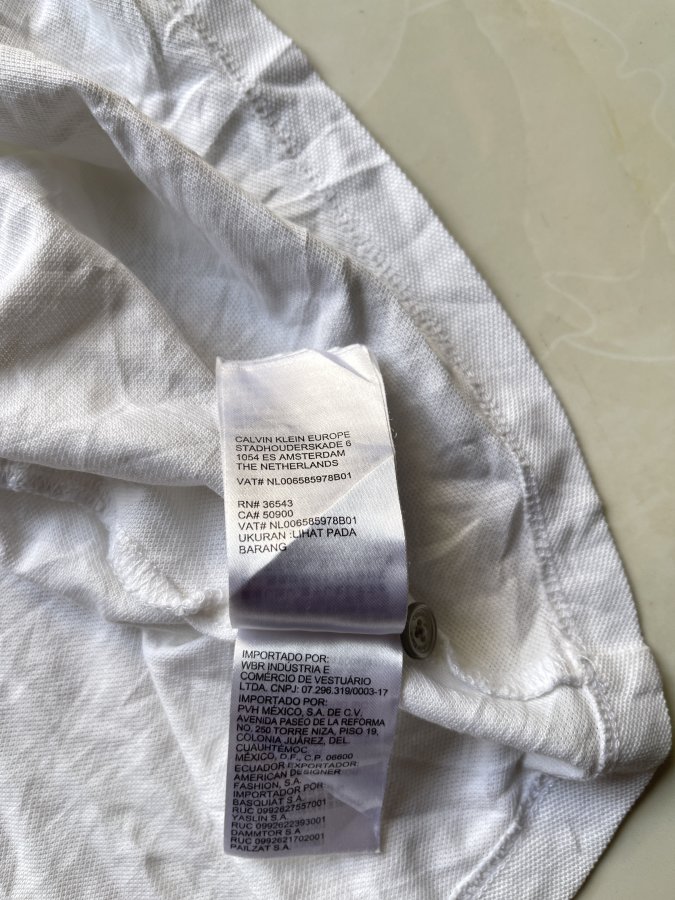 CALVIN KLEIN EUROPE
STADHOUDERSKADE 6
1054 ES AMSTERDAM
THE NETHERLANDS
VAT# NL006585978B01
RN# 36543
CA# 50900
VAT# NL006585978B01
UKURAN :LIHAT PADA
BARANG
IMPORTADO POR:
WBR INDÚSTRIA E
COMÉRCIO DE VESTUÁRIO
LTDA. CNPJ: 07.296.319/0003-17
IMPORTADO POR:
PVH MÉXICO, S.A. DE C.V.
AVENIDA PASEO DE LA REFORMA
NO. 250 TORRE NIZA, PISO 19,
COLONIA JUÁREZ, DEL.
CUAUHTÉMOC
MÉXICO, D.F., C.P. 06600
ECUADOR EXPORTADOR:
AMERICAN DESIGNER
FASHION, S.A.
IMPORTADOR POR:
BASQUIAT S.A.
RUC 0992627557001
YASLIN S.A.
RUC 0992622393001
DAMMTOR S.A
RUC 0992621702001
PAILZAT S.A.